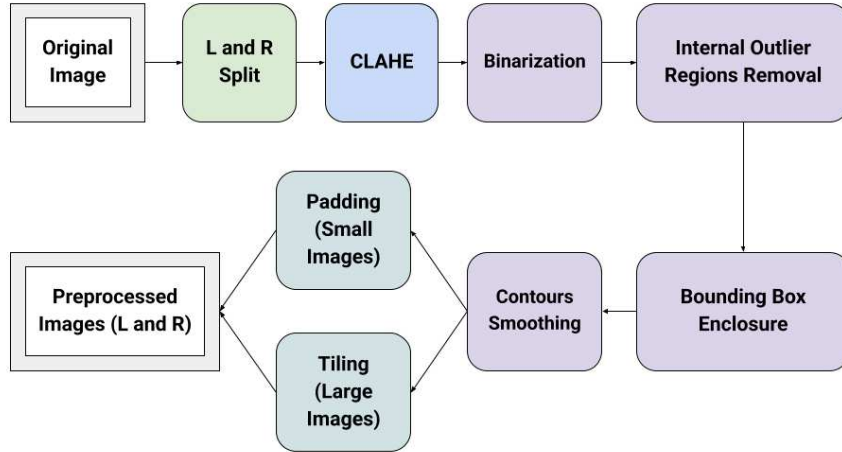 Original
Image
L and R
Split
CLAHE
Binarization
Internal Outlier
Regions Removal
Bounding Box
Enclosure
Contours
Smoothing
Padding
(Small
Images)
Tiling
(Large
Images)
Preprocessed
Images (L and R)